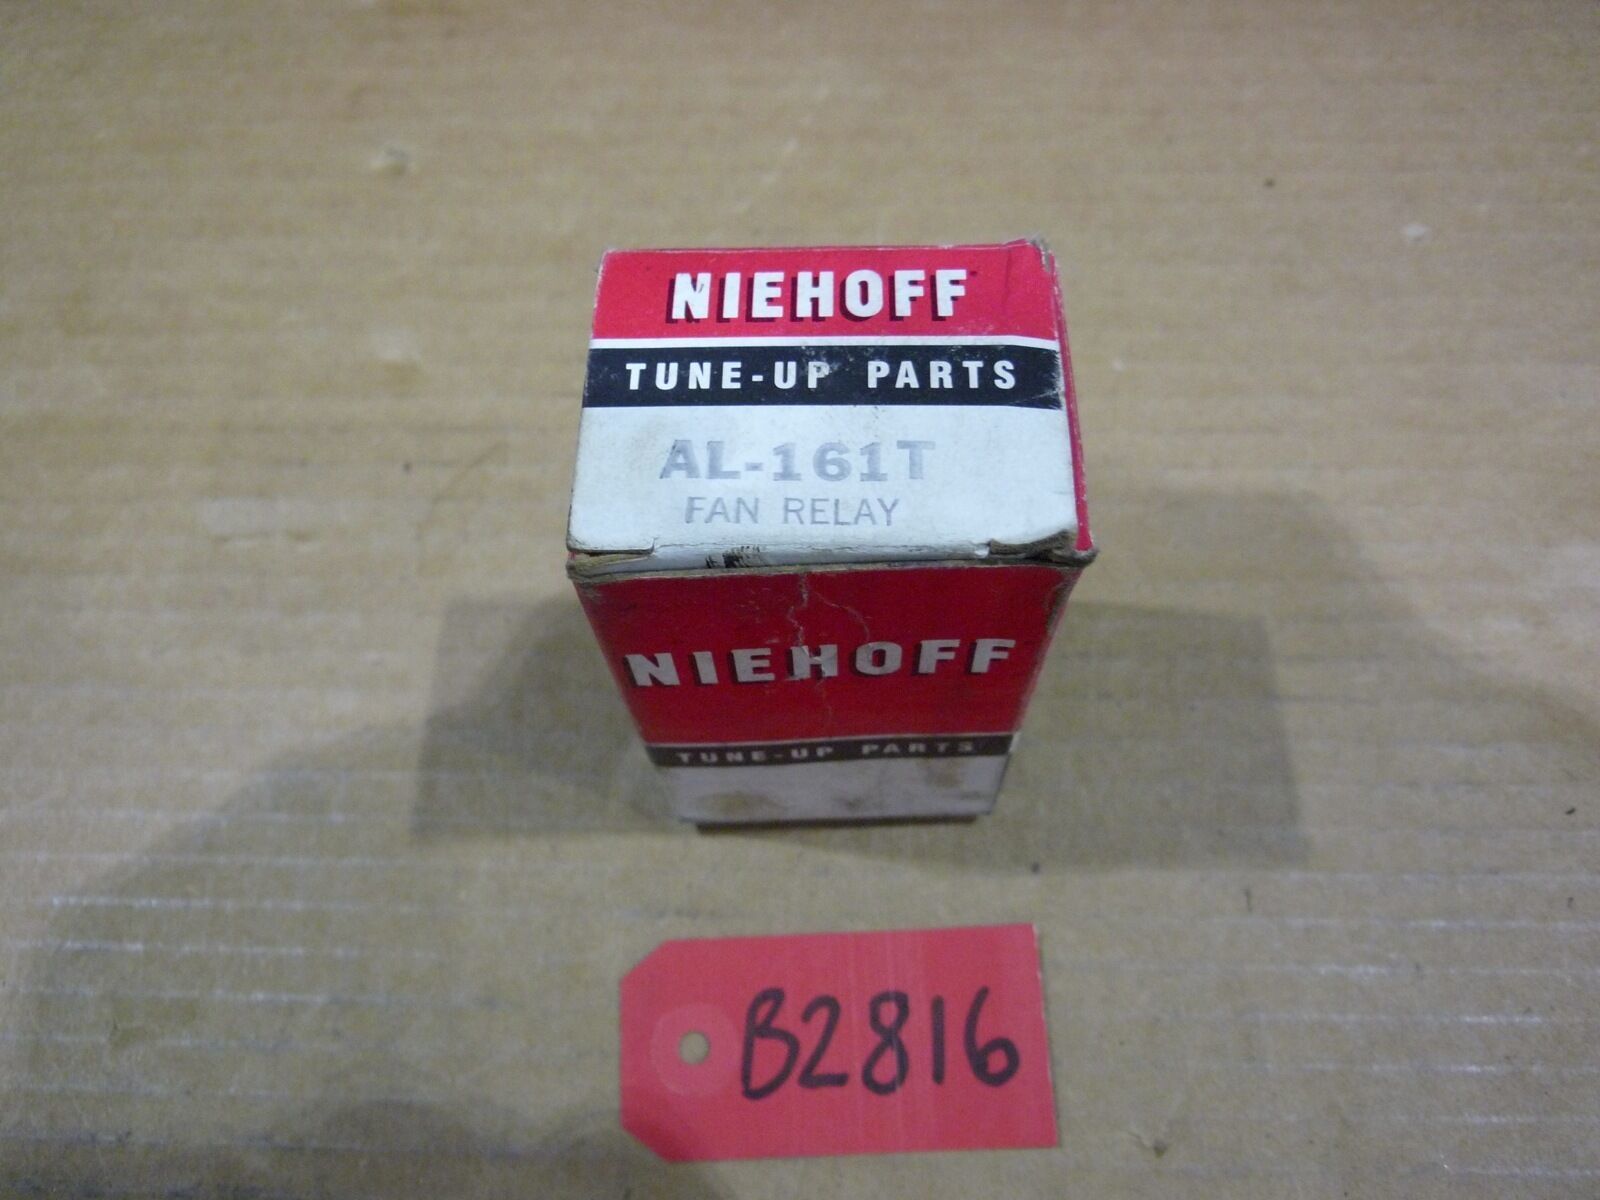 NIEHOFF
TUNE-UP PARTS
AL-161T
FAN RELAY
NIEHOFF
TUNE-UP PARTS
B2816